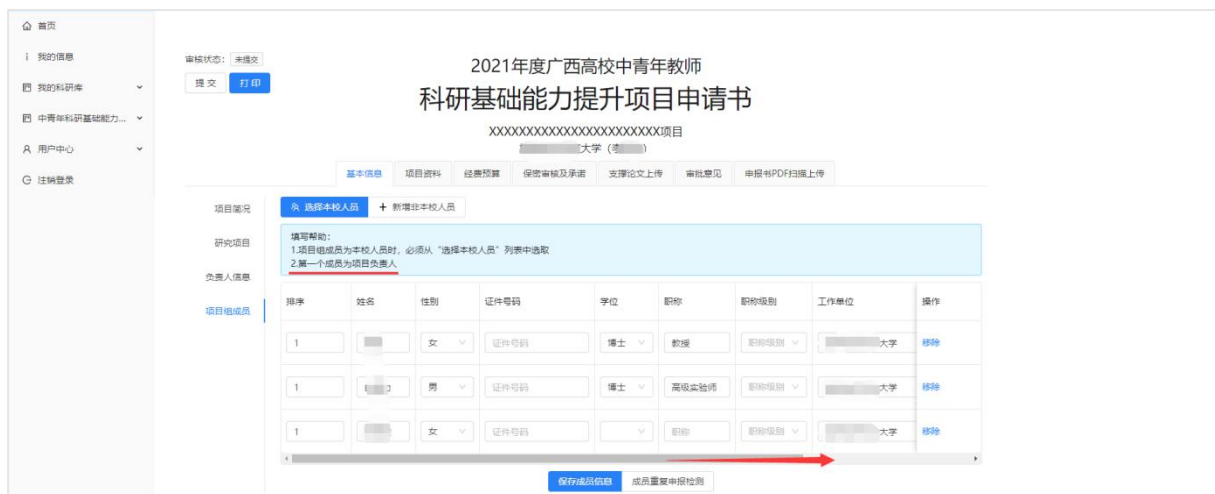 首页
我的信息
我的科研库
中青年科研基础能力...
用户中心
注销登录
审核状态： 未提交
提交 打印
2021年度广西高校中青年教师
科研基础能力提升项目申请书
XXXXXXXXXXXXXXXXXXXXXXX项目
大学（李
基本信息 项目资料 经费预算 保密审核及承诺 支撑论文上传 审批意见 申报书PDF扫描上传
项目简况
研究项目
负责人信息
项目组成员
选择本校人员 + 新增非本校人员
填写帮助：
1.项目组成员为本校人员时，必须从“选择本校人员”列表中选取
2.第一个成员为项目负责人
排序 姓名 性别 证件号码 学位 职称 职称级别 工作单位 操作
1 女 证件号码 博士 教授 职称级别 大学 移除
1 男 证件号码 博士 高级实验师 职称级别 大学 移除
1 女 证件号码 职称 职称级别 大学 移除
保存成员信息 成员重复申报检测